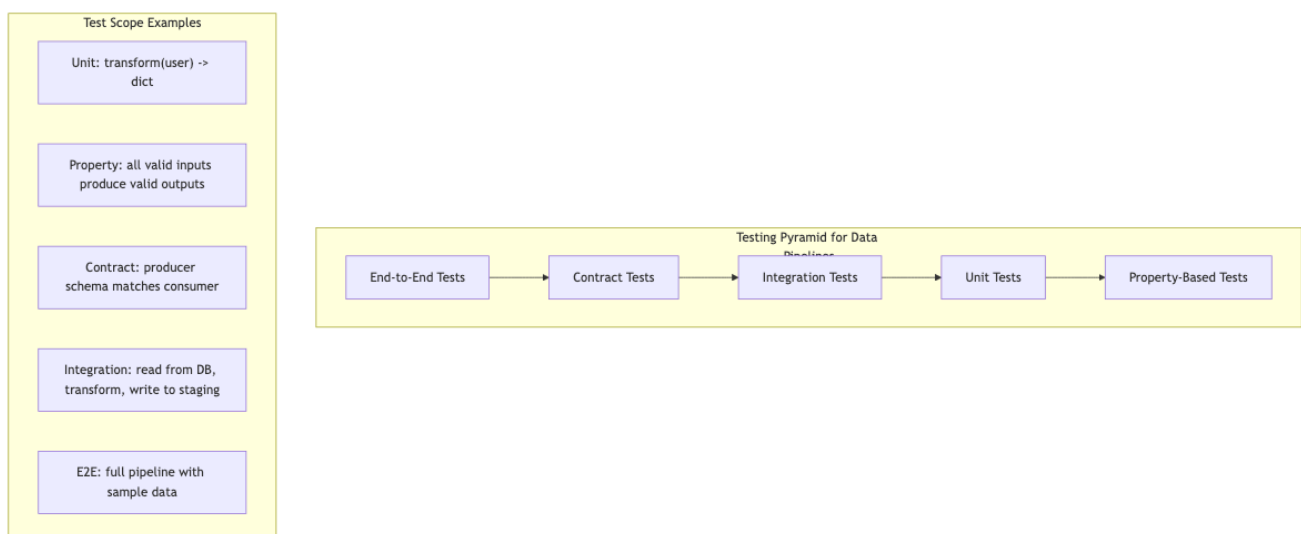 Test Scope Examples
Unit: transform(user) ->
dict
Property: all valid inputs
produce valid outputs
Contract: producer
schema matches consumer
Integration: read from DB,
transform, write to staging
E2E: full pipeline with
sample data
Testing Pyramid for Data
Pipelines
End-to-End Tests
Contract Tests
Integration Tests
Unit Tests
Property-Based Tests